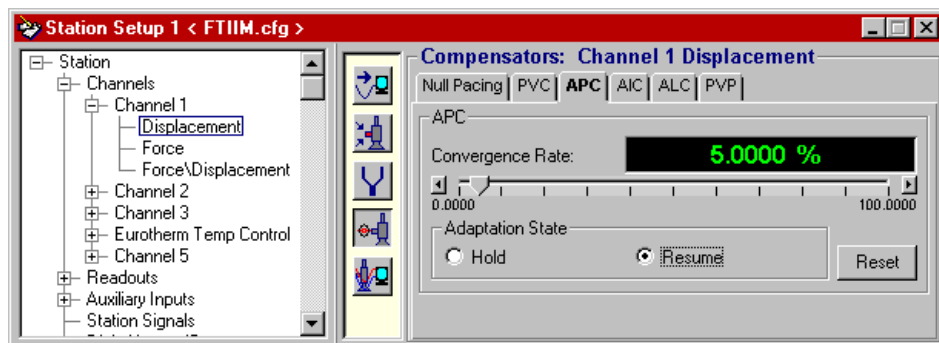 Station Setup 1 < FTIIM.cfg >
Station
Channels
Channel 1
Displacement
Force
Force\Displacement
Channel 2
Channel 3
Eurotherm Temp Control
Channel 5
Readouts
Auxiliary Inputs
Station Signals
Compensators: Channel 1 Displacement
Null Pacing PVC APC AIC ALC PVP
APC
Convergence Rate: 5.0000 %
0.0000 100.0000
Adaptation State
Hold Resume Reset